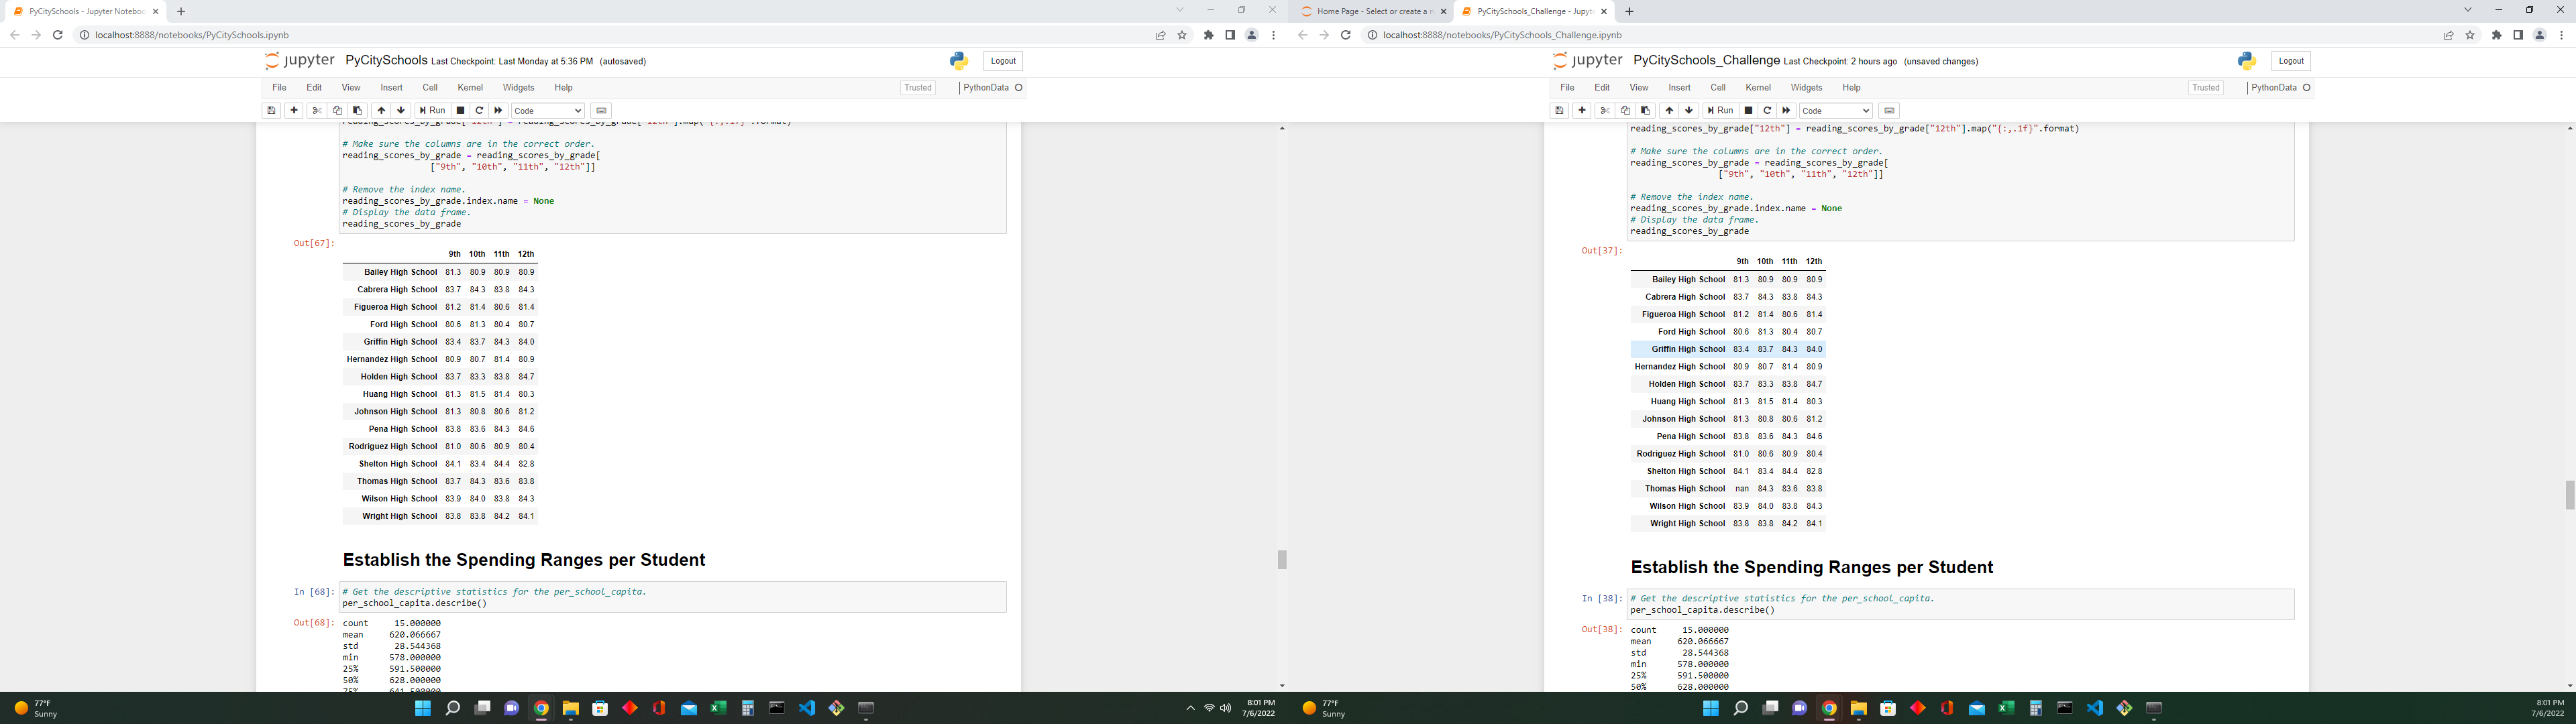 PyCitySchools - Jupyter Noteboo
localhost:8888/notebooks/PyCitySchools.ipynb
jupyter PyCitySchools Last Checkpoint: Last Monday at 5:36 PM (autosaved)
Logout
File Edit View Insert Cell Kernel Widgets Help
Trusted
PythonData
Run
Code
# Make sure the columns are in the correct order.
reading_scores_by_grade = reading_scores_by_grade[
["9th", "10th", "11th", "12th"]]
# Remove the index name.
reading_scores_by_grade.index.name = None
# Display the data frame.
reading_scores_by_grade
Out[67]:
9th 10th 11th 12th
Bailey High School 81.3 80.9 80.9 80.9
Cabrera High School 83.7 84.3 83.8 84.3
Figueroa High School 81.2 81.4 80.6 81.4
Ford High School 80.6 81.3 80.4 80.7
Griffin High School 83.4 83.7 84.3 84.0
Hernandez High School 80.9 80.7 81.4 80.9
Holden High School 83.7 83.3 83.8 84.7
Huang High School 81.3 81.5 81.4 80.3
Johnson High School 81.3 80.8 80.6 81.2
Pena High School 83.8 83.6 84.3 84.6
Rodriguez High School 81.0 80.6 80.9 80.4
Shelton High School 84.1 83.4 84.4 82.8
Thomas High School 83.7 84.3 83.6 83.8
Wilson High School 83.9 84.0 83.8 84.3
Wright High School 83.8 83.8 84.2 84.1
Establish the Spending Ranges per Student
In [68]: # Get the descriptive statistics for the per_school_capita.
per_school_capita.describe()
Out[68]: count 15.000000
mean 620.066667
std 28.544368
min 578.000000
25% 591.500000
50% 628.000000
75% 641.500000
77°F
Sunny
8:01 PM
7/6/2022
Home Page - Select or create a n
PyCitySchools_Challenge - Jupyt
localhost:8888/notebooks/PyCitySchools_Challenge.ipynb
jupyter PyCitySchools_Challenge Last Checkpoint: 2 hours ago (unsaved changes)
Logout
File Edit View Insert Cell Kernel Widgets Help
Trusted
PythonData
Run
Code
reading_scores_by_grade["12th"] = reading_scores_by_grade["12th"].map("{:,.1f}".format)
# Make sure the columns are in the correct order.
reading_scores_by_grade = reading_scores_by_grade[
["9th", "10th", "11th", "12th"]]
# Remove the index name.
reading_scores_by_grade.index.name = None
# Display the data frame.
reading_scores_by_grade
Out[37]:
9th 10th 11th 12th
Bailey High School 81.3 80.9 80.9 80.9
Cabrera High School 83.7 84.3 83.8 84.3
Figueroa High School 81.2 81.4 80.6 81.4
Ford High School 80.6 81.3 80.4 80.7
Griffin High School 83.4 83.7 84.3 84.0
Hernandez High School 80.9 80.7 81.4 80.9
Holden High School 83.7 83.3 83.8 84.7
Huang High School 81.3 81.5 81.4 80.3
Johnson High School 81.3 80.8 80.6 81.2
Pena High School 83.8 83.6 84.3 84.6
Rodriguez High School 81.0 80.6 80.9 80.4
Shelton High School 84.1 83.4 84.4 82.8
Thomas High School nan 84.3 83.6 83.8
Wilson High School 83.9 84.0 83.8 84.3
Wright High School 83.8 83.8 84.2 84.1
Establish the Spending Ranges per Student
In [38]: # Get the descriptive statistics for the per_school_capita.
per_school_capita.describe()
Out[38]: count 15.000000
mean 620.066667
std 28.544368
min 578.000000
25% 591.500000
50% 628.000000
77°F
Sunny
8:01 PM
7/6/2022